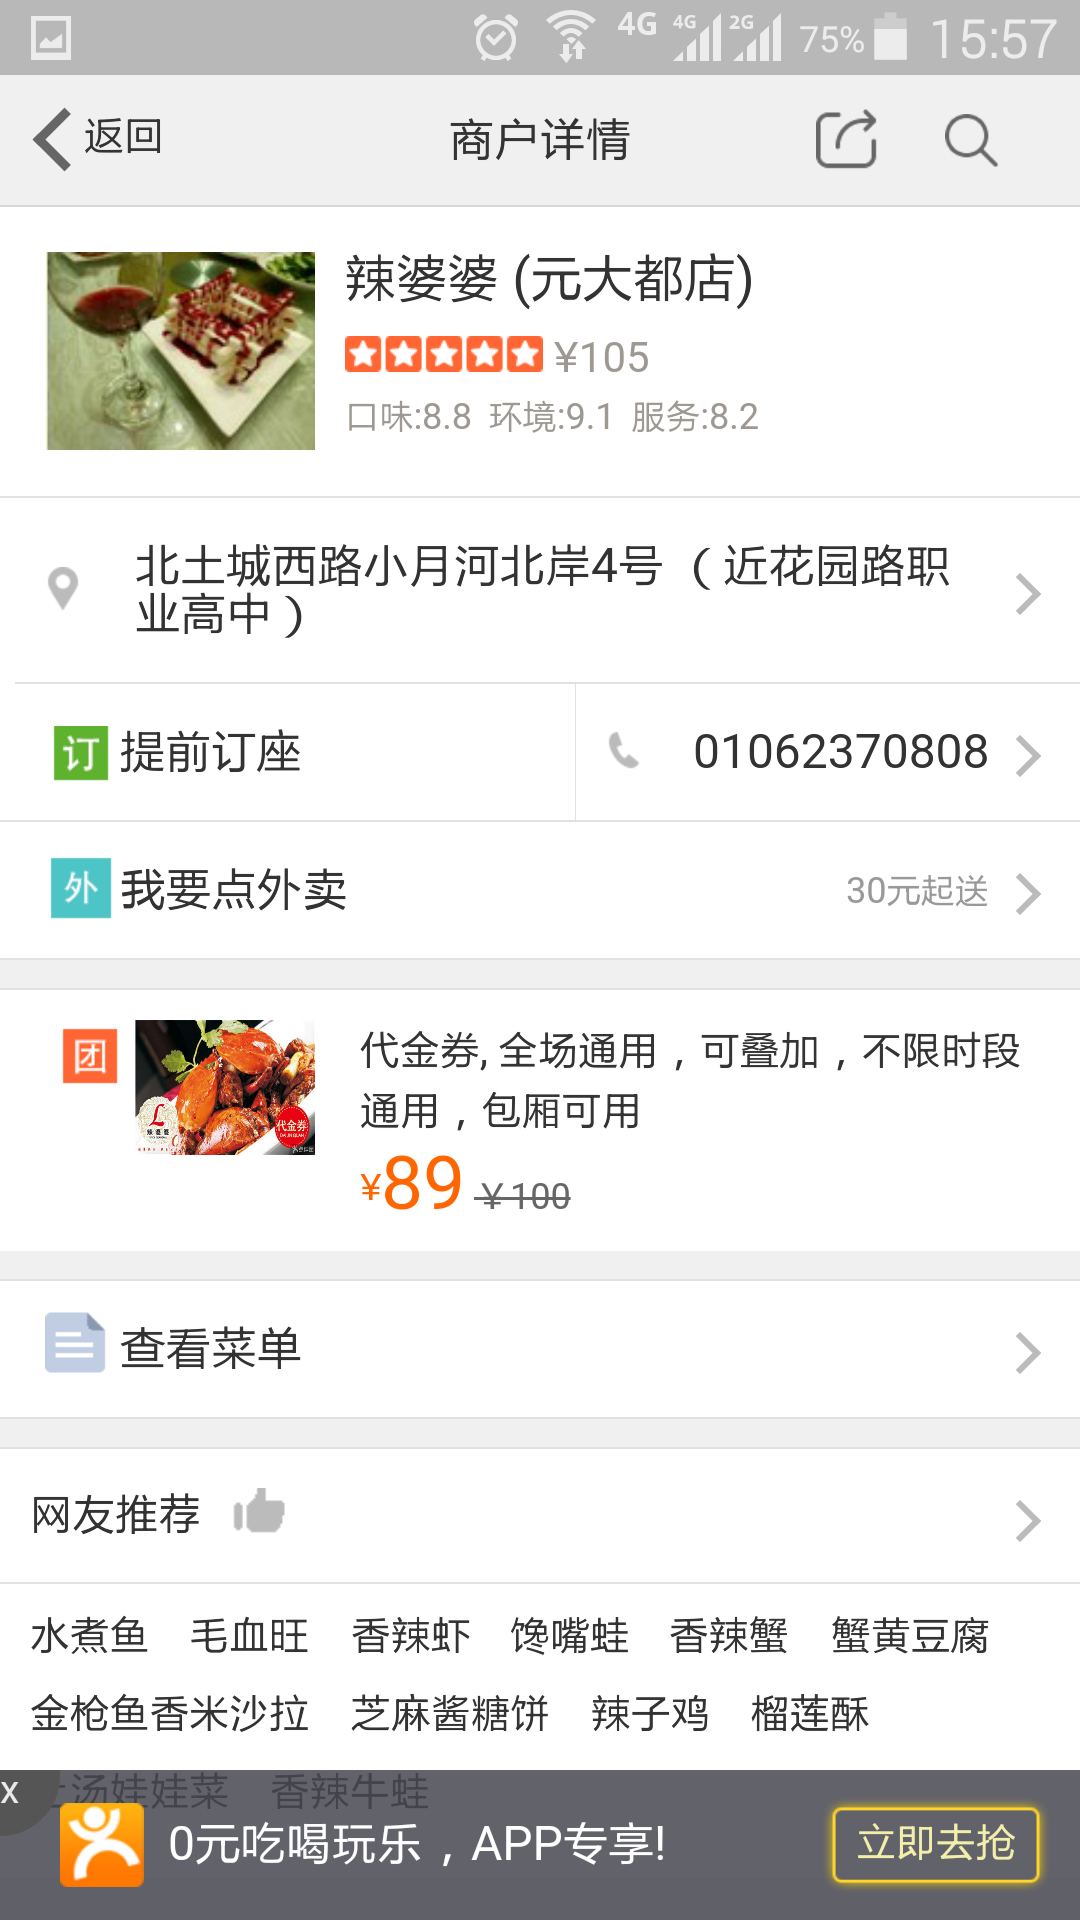 4G 4G 2G 75% 15:57
返回 商户详情
辣婆婆 (元大都店)
¥105
口味:8.8 环境:9.1 服务:8.2
北土城西路小月河北岸4号 （近花园路职
业高中）
订 提前订座 01062370808
外 我要点外卖 30元起送
团 代金券, 全场通用，可叠加，不限时段
通用，包厢可用
代金券
¥89 ￥100
查看菜单
网友推荐
水煮鱼 毛血旺 香辣虾 馋嘴蛙 香辣蟹 蟹黄豆腐
金枪鱼香米沙拉 芝麻酱糖饼 辣子鸡 榴莲酥
上汤娃娃菜 香辣牛蛙
x
0元吃喝玩乐，APP专享! 立即去抢